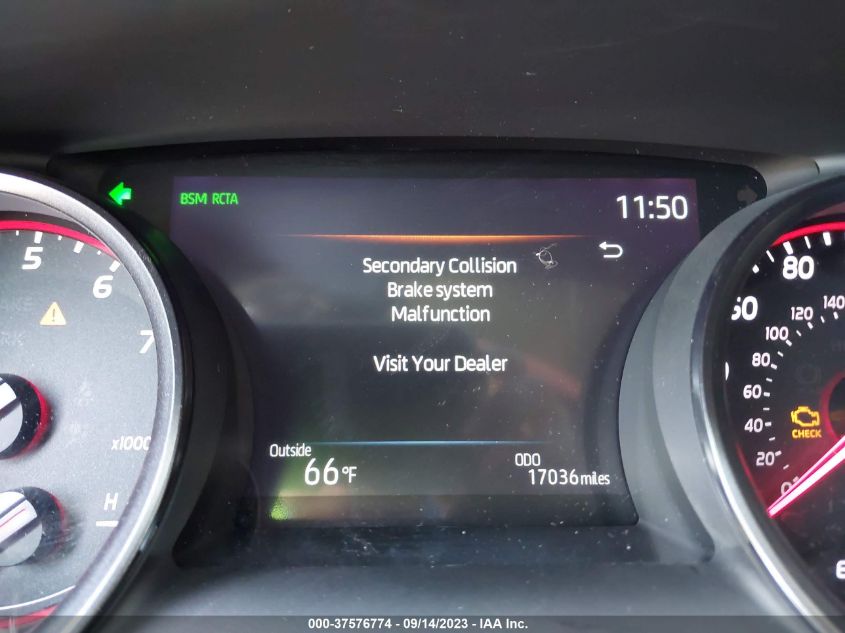 BSM RCTA
11:50
Secondary Collision
Brake system
Malfunction
Visit Your Dealer
Outside
66°F
ODO
17036 miles
5
6
7
x1000
H
80
60
140
120
100
80
60
40
20
0
CHECK
000-37576774 - 09/14/2023 - IAA Inc.